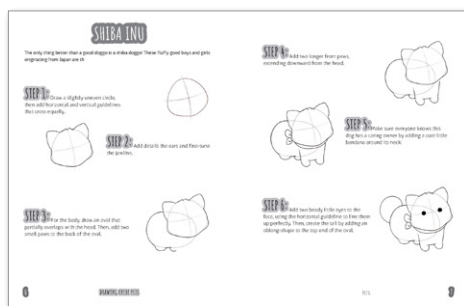 SHIBA INU
The only thing better than a good doggo is a shiba doggo! These fluffy good boys and girls
originating from Japan are
STEP 1: Draw a slightly uneven circle,
then add horizontal and vertical guidelines
that cross equally.
STEP 2: Add details the ears and fine-tune
the jawline.
STEP 3: For the body, draw an oval that
partially overlaps with the head. Then, add two
small paws to the back of the oval.
DRAWING CUTE PETS
STEP 4: Add two longer front paws,
extending downward from the head.
STEP 5: Make sure everyone knows this
dog has a caring owner by adding a cute little
bandana around its neck!
STEP 6: Add two beady little eyes to the
face, using the horizontal guideline to line them
up perfectly. Then, create the tail by adding an
oblong shape to the top end of the oval.
PETS